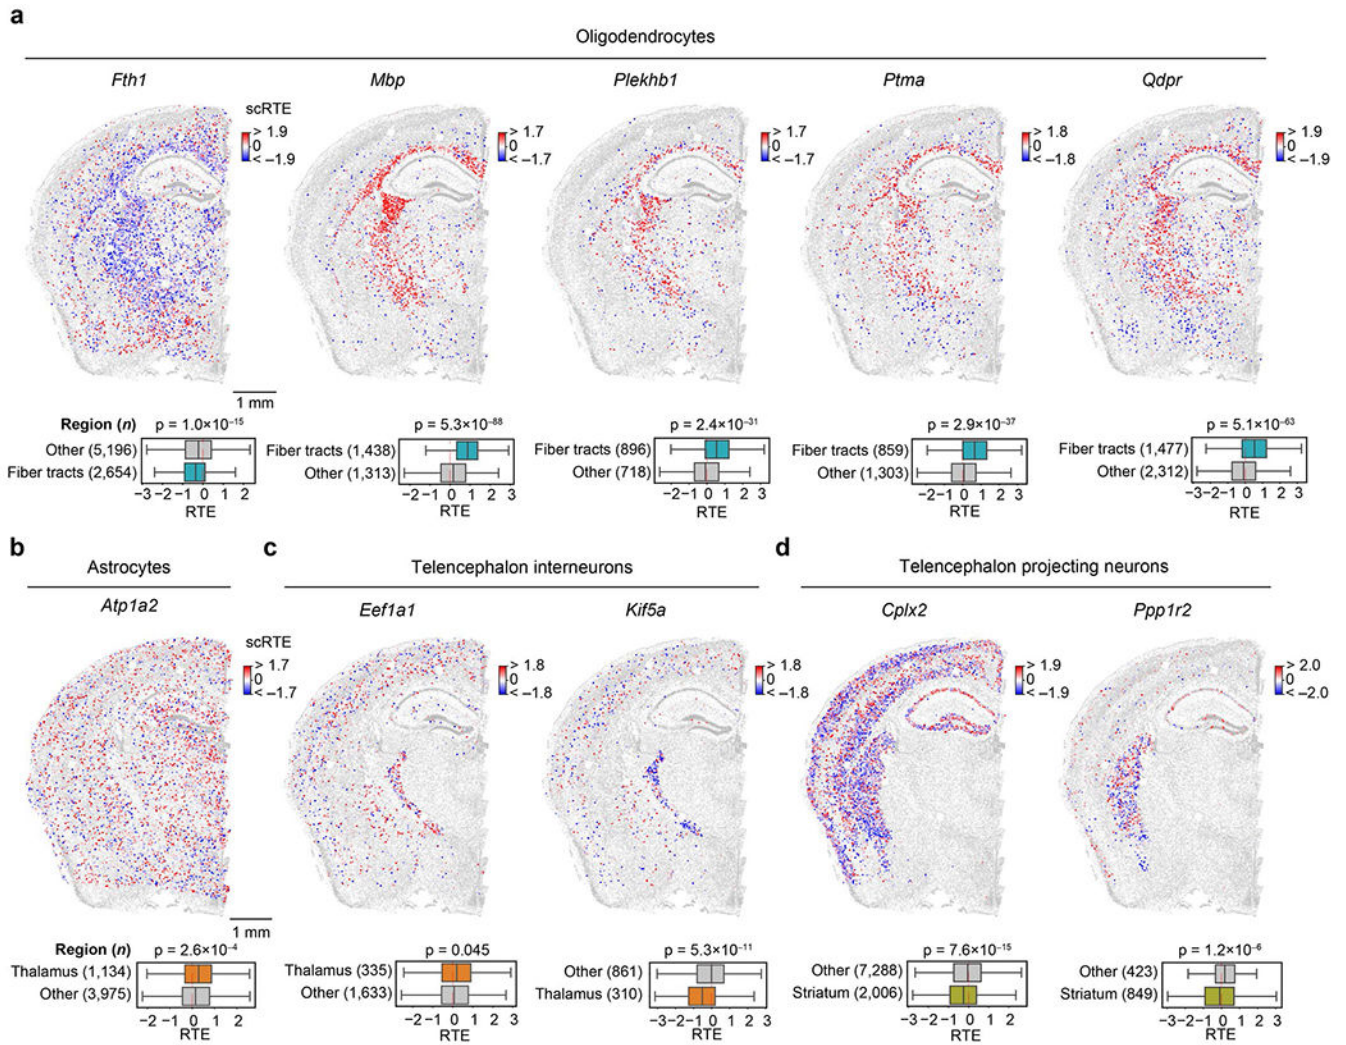 a
Oligodendrocytes
Fth1 Mbp Plekhb1 Ptma Qdpr
scRTE
> 1.9 > 1.7 > 1.7 > 1.8 > 1.9
0 0 0 0 0
< −1.9 < −1.7 < −1.7 < −1.8 < −1.9
1 mm
Region (n) p = 1.0×10⁻¹⁵ p = 5.3×10⁻⁸⁸ p = 2.4×10⁻³¹ p = 2.9×10⁻³⁷ p = 5.1×10⁻⁶³
Other (5,196) Fiber tracts (1,438) Fiber tracts (896) Fiber tracts (859) Fiber tracts (1,477)
Fiber tracts (2,654) Other (1,313) Other (718) Other (1,303) Other (2,312)
−3 −2 −1 0 1 2 −2 −1 0 1 2 3 −2 −1 0 1 2 3 −2 −1 0 1 2 3 −3 −2 −1 0 1 2 3
RTE RTE RTE RTE RTE
b c d
Astrocytes Telencephalon interneurons Telencephalon projecting neurons
Atp1a2 Eef1a1 Kif5a Cplx2 Ppp1r2
scRTE
> 1.7 > 1.8 > 1.8 > 1.9 > 2.0
0 0 0 0 0
< −1.7 < −1.8 < −1.8 < −1.9 < −2.0
1 mm
Region (n) p = 2.6×10⁻⁴ p = 0.045 p = 5.3×10⁻¹¹ p = 7.6×10⁻¹⁵ p = 1.2×10⁻⁶
Thalamus (1,134) Thalamus (335) Other (861) Other (7,288) Other (423)
Other (3,975) Other (1,633) Thalamus (310) Striatum (2,006) Striatum (849)
−2 −1 0 1 2 −2 −1 0 1 2 3 −3 −2 −1 0 1 2 3 −3 −2 −1 0 1 2 −3 −2 −1 0 1 2 3
RTE RTE RTE RTE RTE